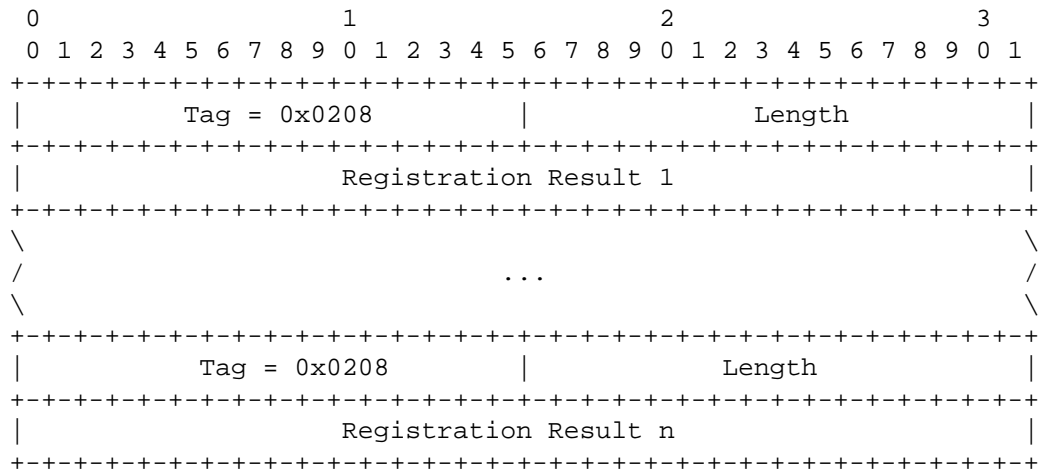 0                   1                   2                   3
 0 1 2 3 4 5 6 7 8 9 0 1 2 3 4 5 6 7 8 9 0 1 2 3 4 5 6 7 8 9 0 1
+-+-+-+-+-+-+-+-+-+-+-+-+-+-+-+-+-+-+-+-+-+-+-+-+-+-+-+-+-+-+-+-+
|          Tag = 0x0208         |             Length            |
+-+-+-+-+-+-+-+-+-+-+-+-+-+-+-+-+-+-+-+-+-+-+-+-+-+-+-+-+-+-+-+-+
|                    Registration Result 1                      |
+-+-+-+-+-+-+-+-+-+-+-+-+-+-+-+-+-+-+-+-+-+-+-+-+-+-+-+-+-+-+-+-+
\                                                               \
/                              ...                              /
\                                                               \
+-+-+-+-+-+-+-+-+-+-+-+-+-+-+-+-+-+-+-+-+-+-+-+-+-+-+-+-+-+-+-+-+
|           Tag = 0x0208        |            Length             |
+-+-+-+-+-+-+-+-+-+-+-+-+-+-+-+-+-+-+-+-+-+-+-+-+-+-+-+-+-+-+-+-+
|                    Registration Result n                      |
+-+-+-+-+-+-+-+-+-+-+-+-+-+-+-+-+-+-+-+-+-+-+-+-+-+-+-+-+-+-+-+-+